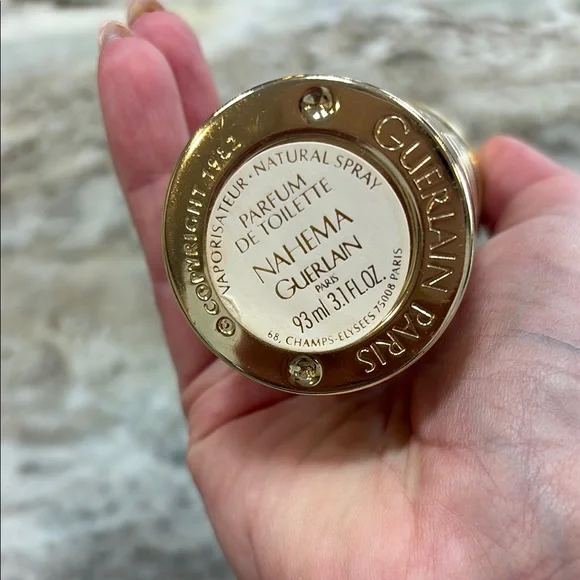 ©COPYRIGHT 1982
GUERLAIN PARIS
VAPORISATEUR · NATURAL SPRAY
PARFUM
DE TOILETTE
NAHEMA
GUERLAIN
PARIS
93 ml 3.1 FL.OZ.
68, CHAMPS-ELYSEES 75008 PARIS